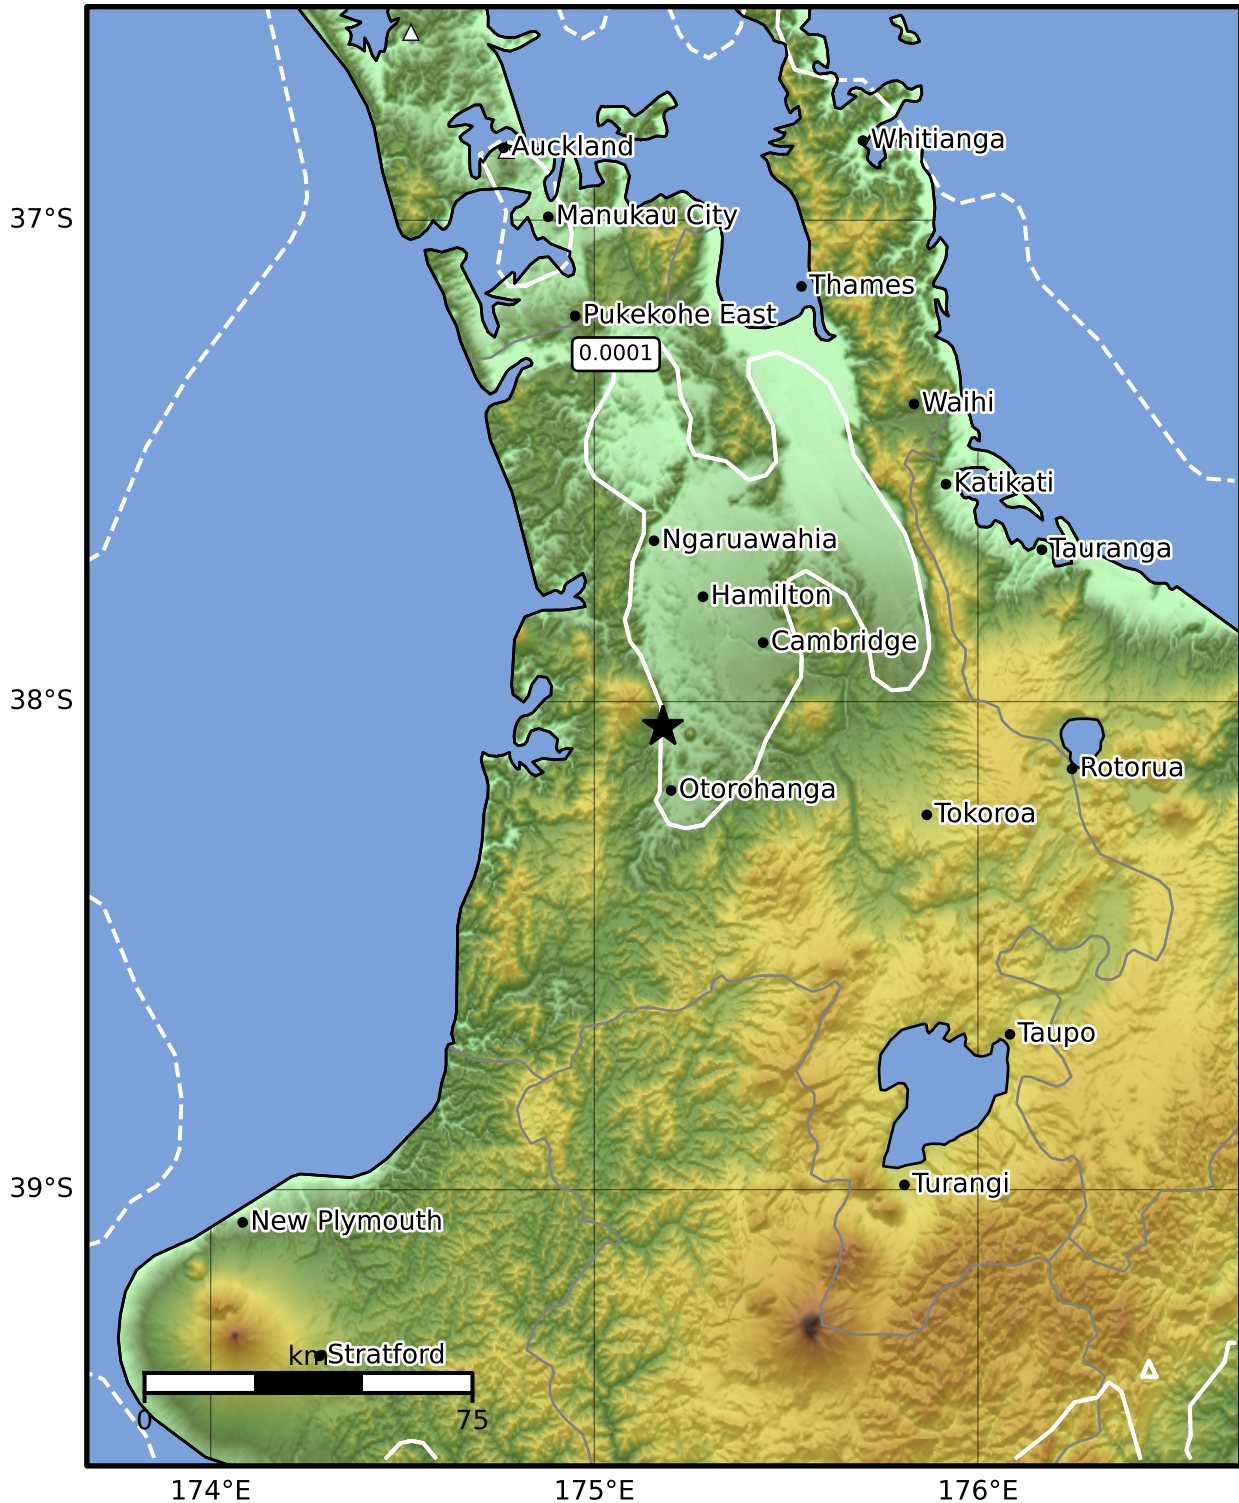 Auckland
Whitianga
Manukau City
37°S
Thames
Pukekohe East
0.0001
Waihi
Katikati
Ngaruawahia
Tauranga
Hamilton
Cambridge
38°S
Rotorua
Otorohanga
Tokoroa
Taupo
39°S
Turangi
New Plymouth
km
Stratford
0
75
174°E
175°E
176°E